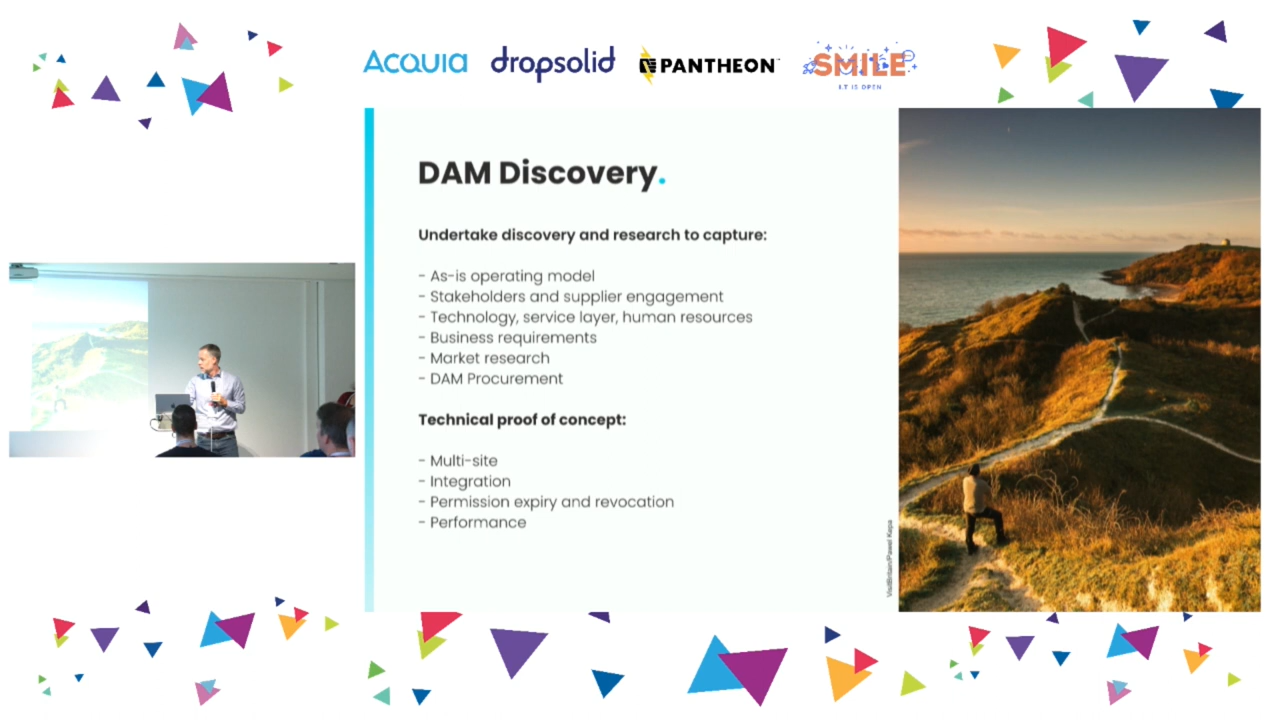 ACQUIA
dropsolid
PANTHEON
SMILE
I.T IS OPEN
DAM Discovery.
Undertake discovery and research to capture:
- As-is operating model
- Stakeholders and supplier engagement
- Technology, service layer, human resources
- Business requirements
- Market research
- DAM Procurement
Technical proof of concept:
- Multi-site
- Integration
- Permission expiry and revocation
- Performance
VisitBritain/Pawel Kepa